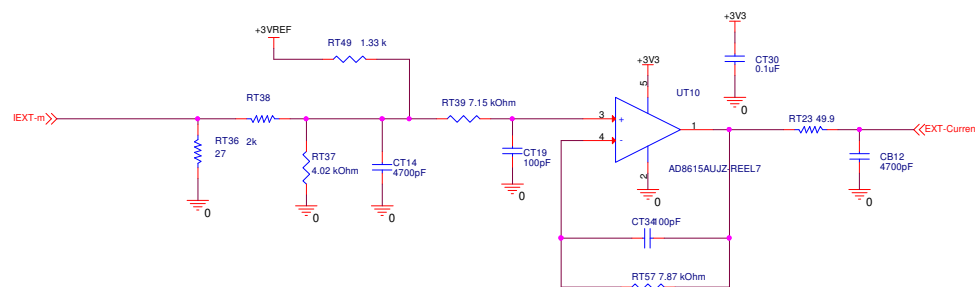 +3V3
+3VREF
RT49 1.33 k
+3V3
CT30
0.1uF
5
UT10
0
RT38
RT39 7.15 kOhm
IEXT-m
3
+
1
RT23 49.9
EXT-Curren
4
-
RT36 2k
27
RT37
4.02 kOhm
CT14
4700pF
CT19
100pF
CB12
4700pF
AD8615AUJZ-REEL7
2
0
0
0
0
0
0
CT34 100pF
RT57 7.87 kOhm